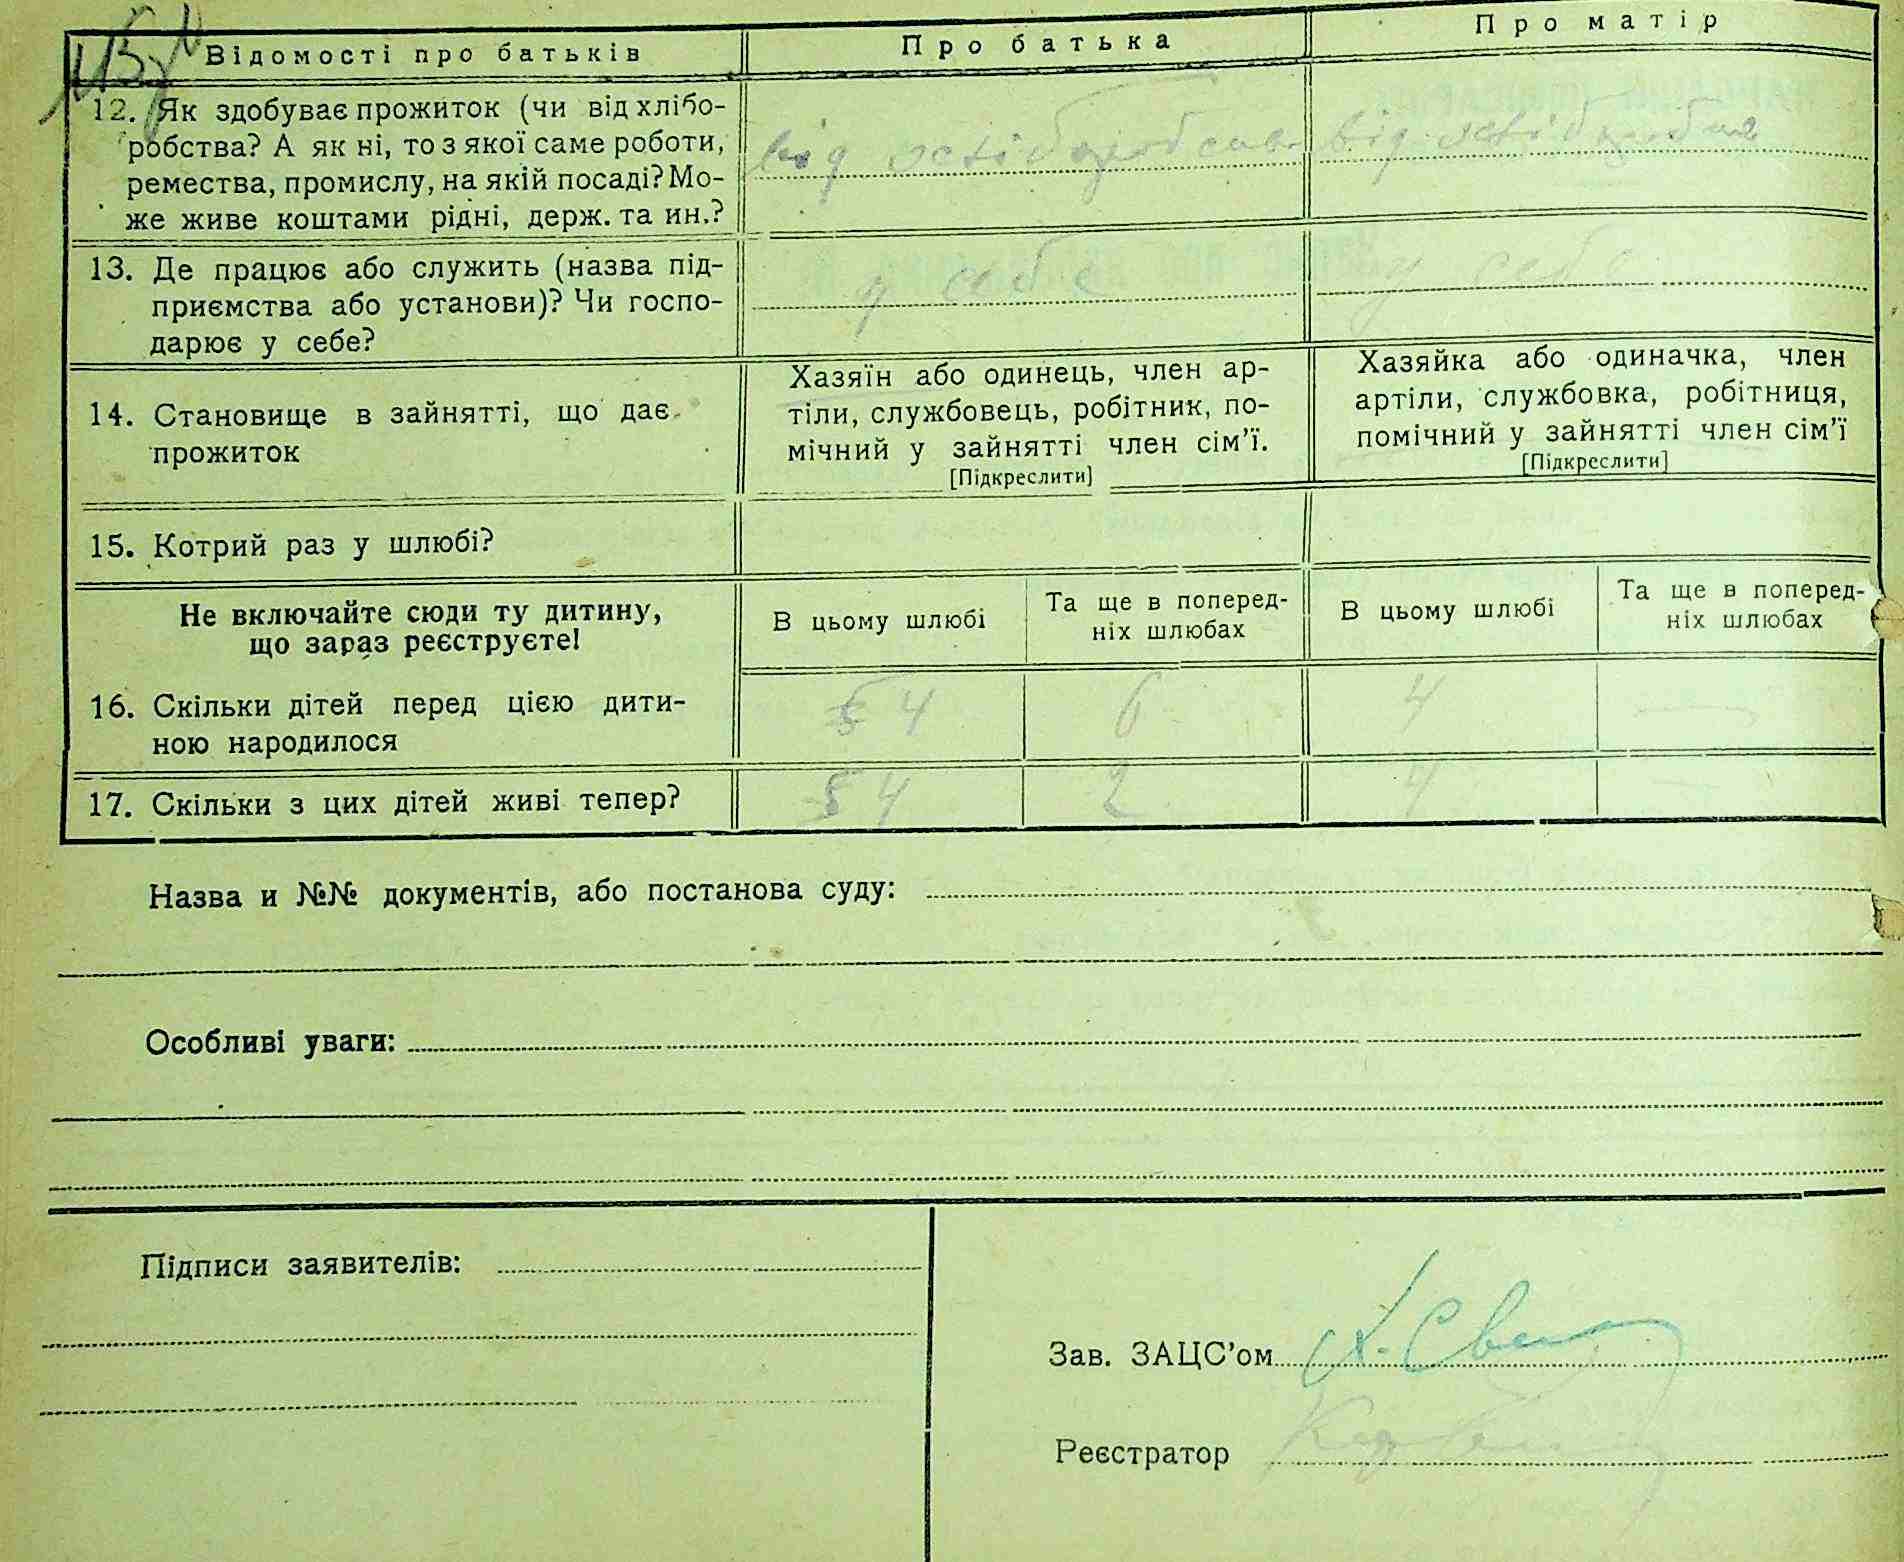 Відомості про батьків
Про батька
Про матір
12. Як здобуває прожиток (чи від хлібо-
робства? А як ні, то з якої саме роботи,
ремества, промислу, на якій посаді? Мо-
же живе коштами рідні, держ. та ин.?
від
від
13. Де працює або служить (назва під-
приємства або установи)? Чи госпо-
дарює у себе?
у себе
у себе
14. Становище в зайнятті, що дає
прожиток
Хазяїн або одинець, член ар-
тіли, службовець, робітник, по-
мічний у зайнятті член сім'ї.
[Підкреслити]
Хазяйка або одиначка, член
артіли, службовка, робітниця,
помічний у зайнятті член сім'ї
[Підкреслити]
15. Котрий раз у шлюбі?
Не включайте сюди ту дитину,
що зараз реєструєте!
В цьому шлюбі
Та ще в поперед-
ніх шлюбах
В цьому шлюбі
Та ще в поперед-
ніх шлюбах
16. Скільки дітей перед цією дити-
ною народилося
5 4
6
4
—
17. Скільки з цих дітей живі тепер?
5 4
2
4
—
Назва и №№ документів, або постанова суду:
Особливі уваги:
Підписи заявителів:
Зав. ЗАЦС'ом
Реєстратор